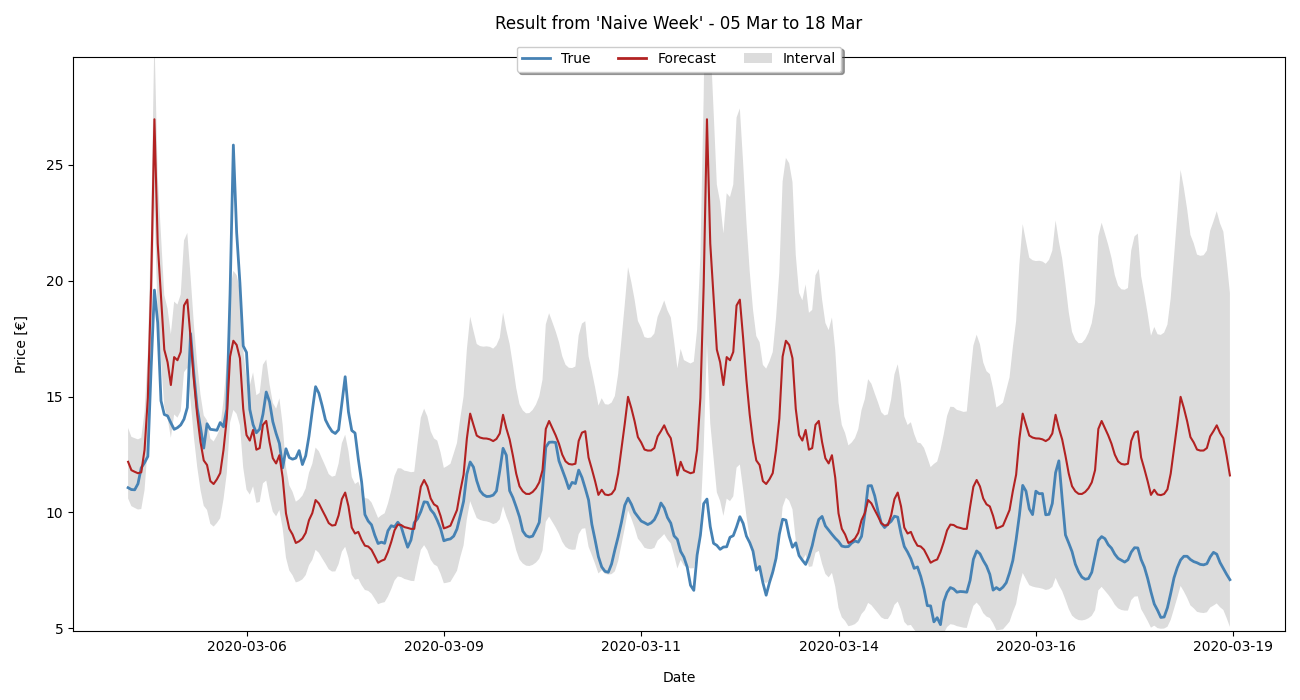 Result from 'Naive Week' - 05 Mar to 18 Mar
True Forecast Interval
25
20
15
10
5
Price [€]
2020-03-06 2020-03-09 2020-03-11 2020-03-14 2020-03-16 2020-03-19
Date